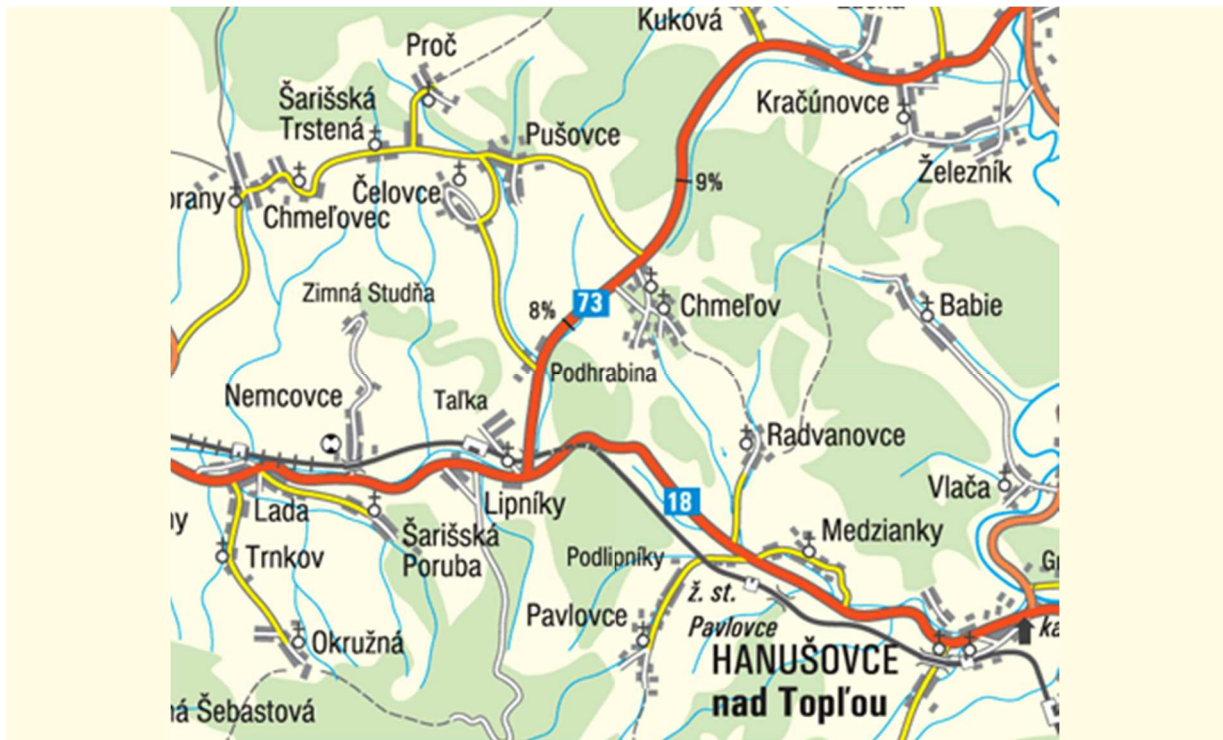 Kuková
Proč
Šarišská
Trstená
Kračúnovce
Pušovce
Železník
9%
Čelovce
Chmeľovec
Zimná Studňa
73
8%
Chmeľov
Babie
Podhrabina
Nemcovce
Taľka
Radvanovce
Vlača
Lipníky
18
Lada
Šarišská
Poruba
Medzianky
Trnkov
Podlipníky
ž. st.
Pavlovce
Pavlovce
Okružná
HANUŠOVCE
nad Topľou
Šebastová